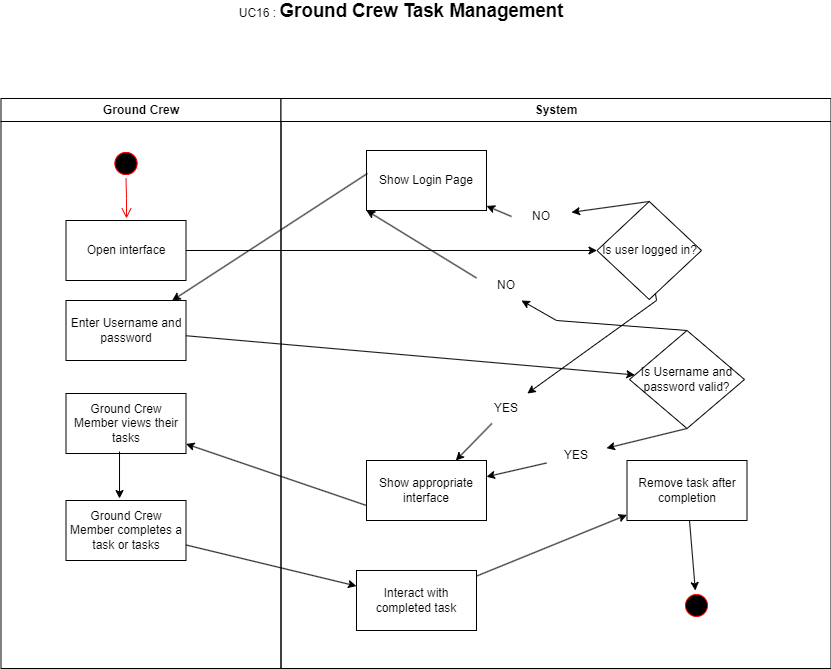 UC16 : Ground Crew Task Management
Ground Crew
System
Show Login Page
NO
Open interface
Is user logged in?
NO
Enter Username and
password
Is Username and
password valid?
YES
Ground Crew
Member views their
tasks
YES
Show appropriate
interface
Remove task after
completion
Ground Crew
Member completes a
task or tasks
Interact with
completed task